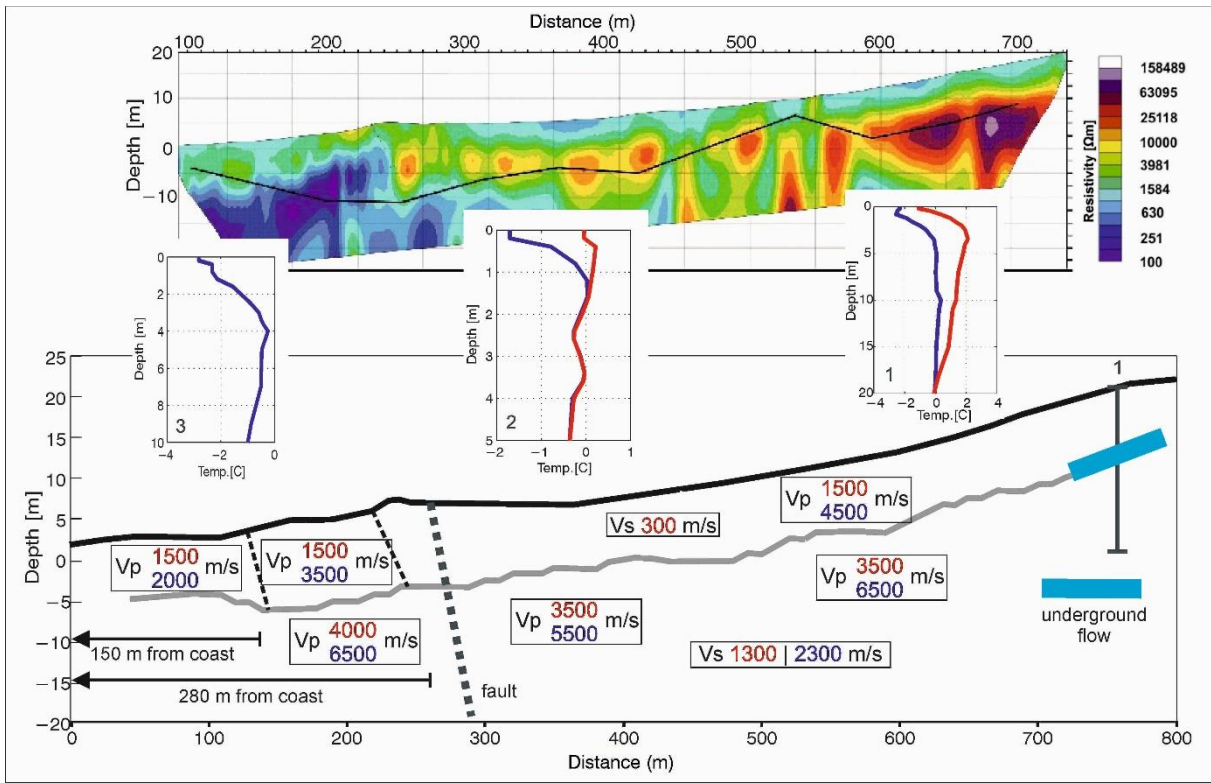 Distance (m)
100 200 300 400 500 600 700
20
10
0
−10
Depth [m]
158489
63095
25118
10000
3981
1584
630
251
100
Resistivity [Ωm]
0
2
4
6
8
10
Depth [m]
3
−4 −2 0
Temp.[C]
0
1
2
3
4
5
Depth [m]
2
−2 −1 0 1
Temp.[C]
0
5
10
15
20
Depth [m]
1
−4 −2 0 2 4
Temp.[C]
25
20
15
10
5
0
−5
−10
−15
−20
Depth [m]
1
Vp 1500 m/s
2000
Vp 1500 m/s
3500
Vs 300 m/s
Vp 1500 m/s
4500
Vp 4000 m/s
6500
Vp 3500 m/s
5500
Vp 3500 m/s
6500
Vs 1300 | 2300 m/s
underground
flow
150 m from coast
280 m from coast
fault
0 100 200 300 400 500 600 700 800
Distance (m)